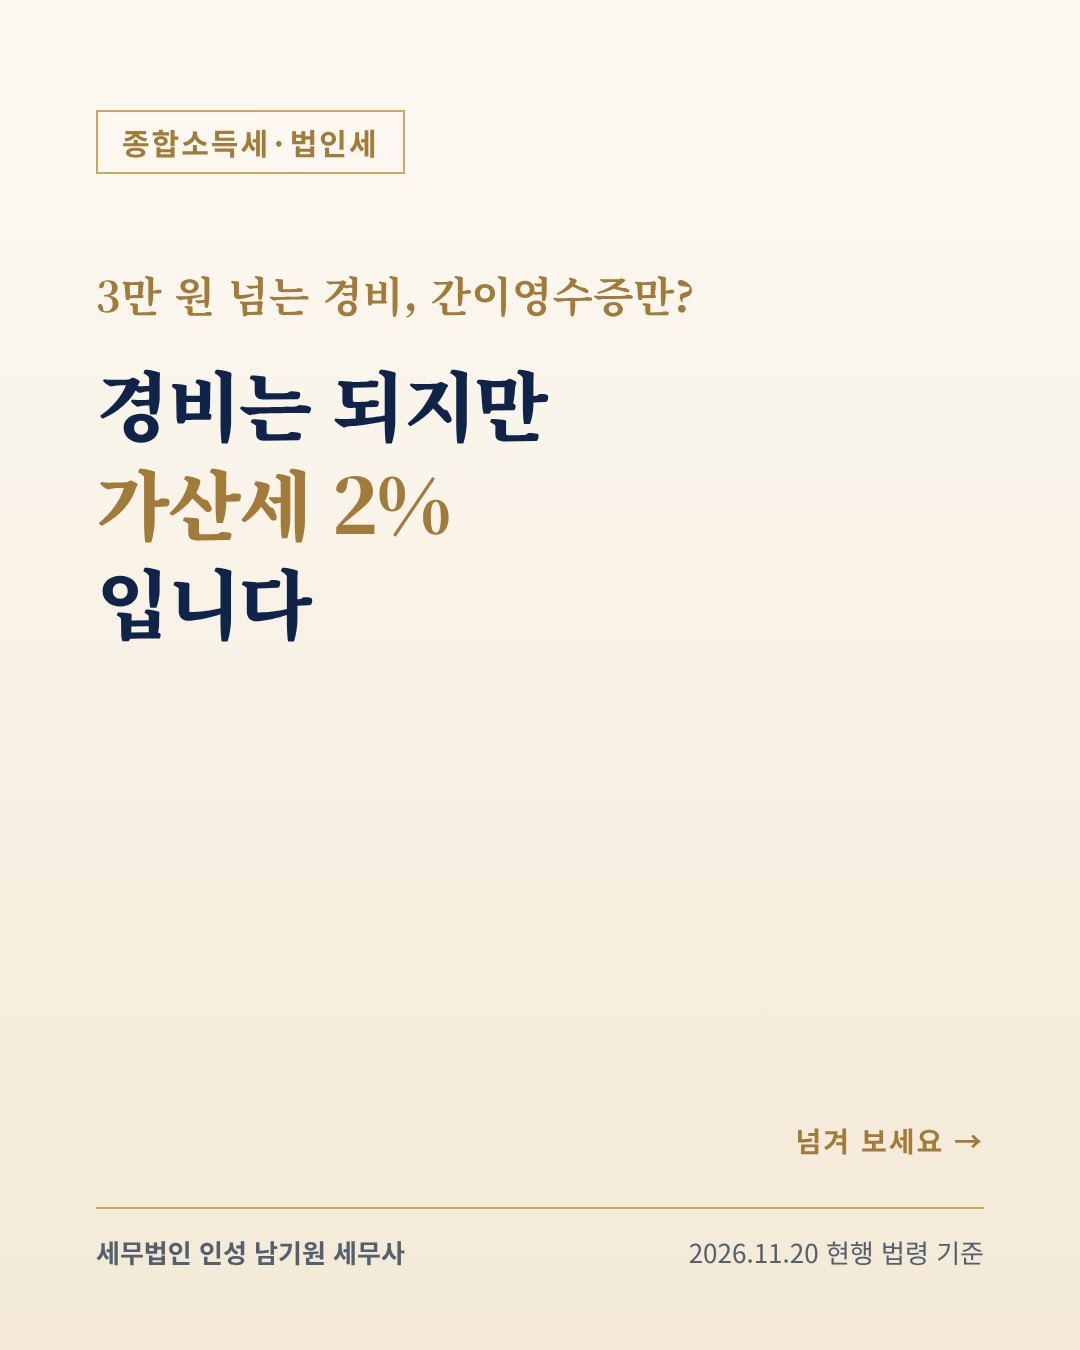 종합소득세·법인세
3만 원 넘는 경비, 간이영수증만?
경비는 되지만
가산세 2%
입니다
넘겨 보세요 →
세무법인 인성 남기원 세무사
2026.11.20 현행 법령 기준